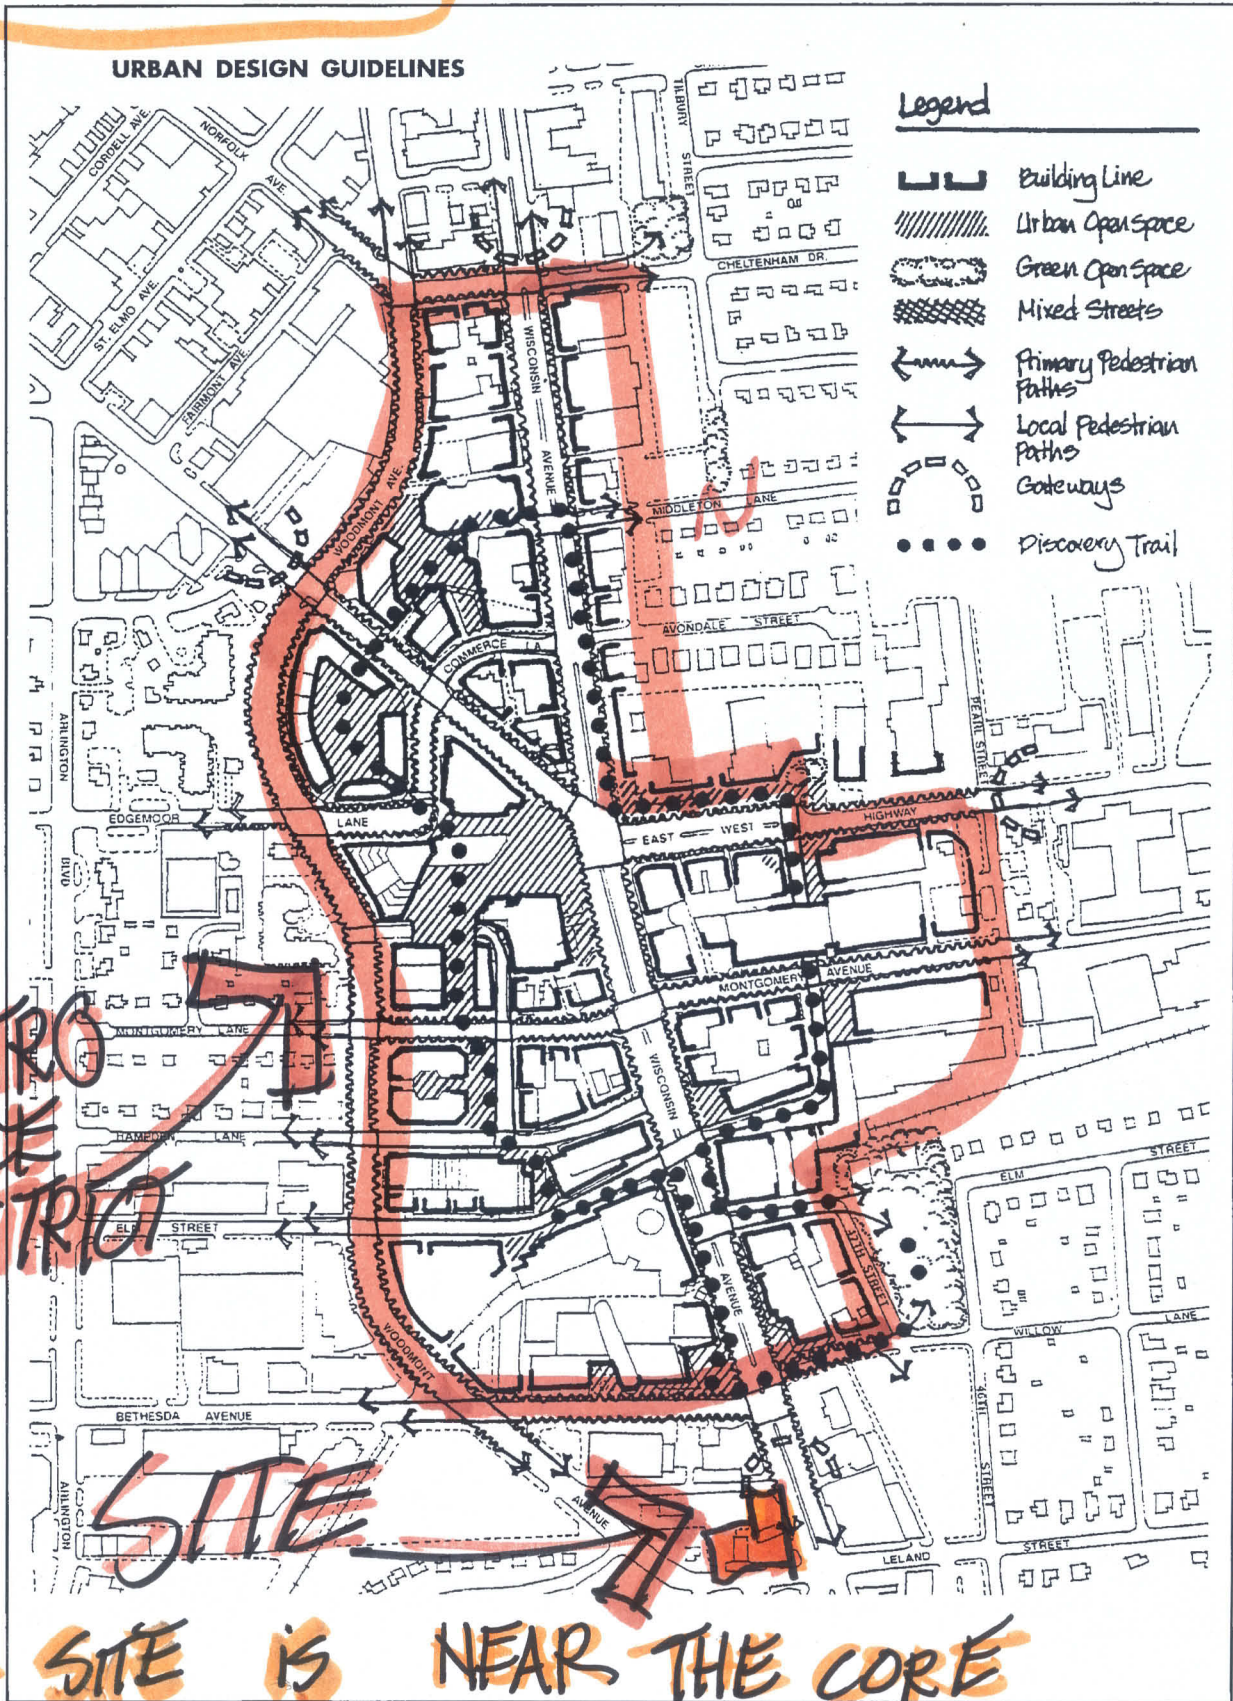 URBAN DESIGN GUIDELINES
Legend
Building Line
Urban Open Space
Green Open Space
Mixed Streets
Primary Pedestrian
Paths
Local Pedestrian
Paths
Gateways
Discovery Trail
TILBURY
STREET
CORDELL AVE.
NORFOLK
AVE.
CHELTENHAM DR.
ST. ELMO AVE.
FAIRMONT AVE.
WISCONSIN
AVENUE
WOODMONT AVE.
MIDDLETON LANE
COMMERCE LA.
AVONDALE STREET
ARLINGTON
BLVD
PEARL STREET
EDGEMOOR
LANE
EAST WEST
HIGHWAY
MONTGOMERY AVENUE
TRO
MONTGOMERY LANE
WISCONSIN
AVENUE
HAMPDEN LANE
TRICT
ELM STREET
ELM
STREET
47TH STREET
WILLOW
LANE
WOODMONT
AVENUE
BETHESDA AVENUE
46TH
STREET
ARLINGTON
SITE
LELAND
STREET
SITE IS NEAR THE CORE